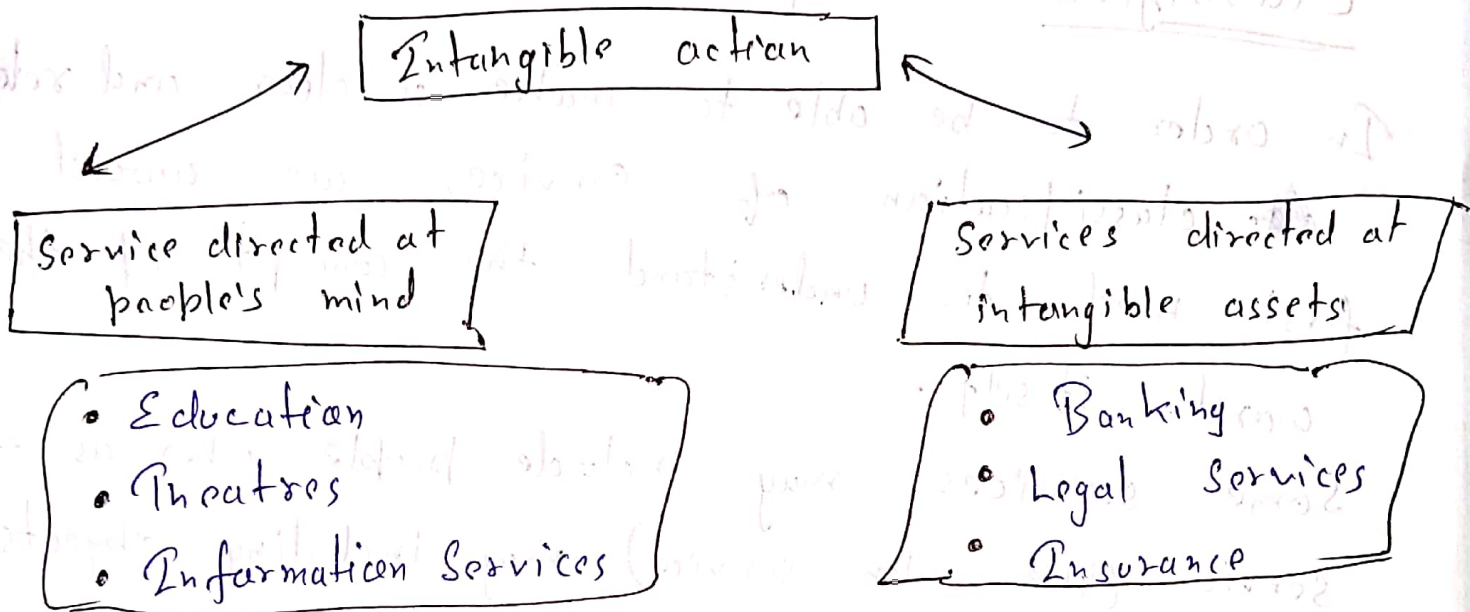 Intangible action
Service directed at
people's mind
• Education
• Theatres
• Information Services
Services directed at
intangible assets
• Banking
• Legal Services
• Insurance